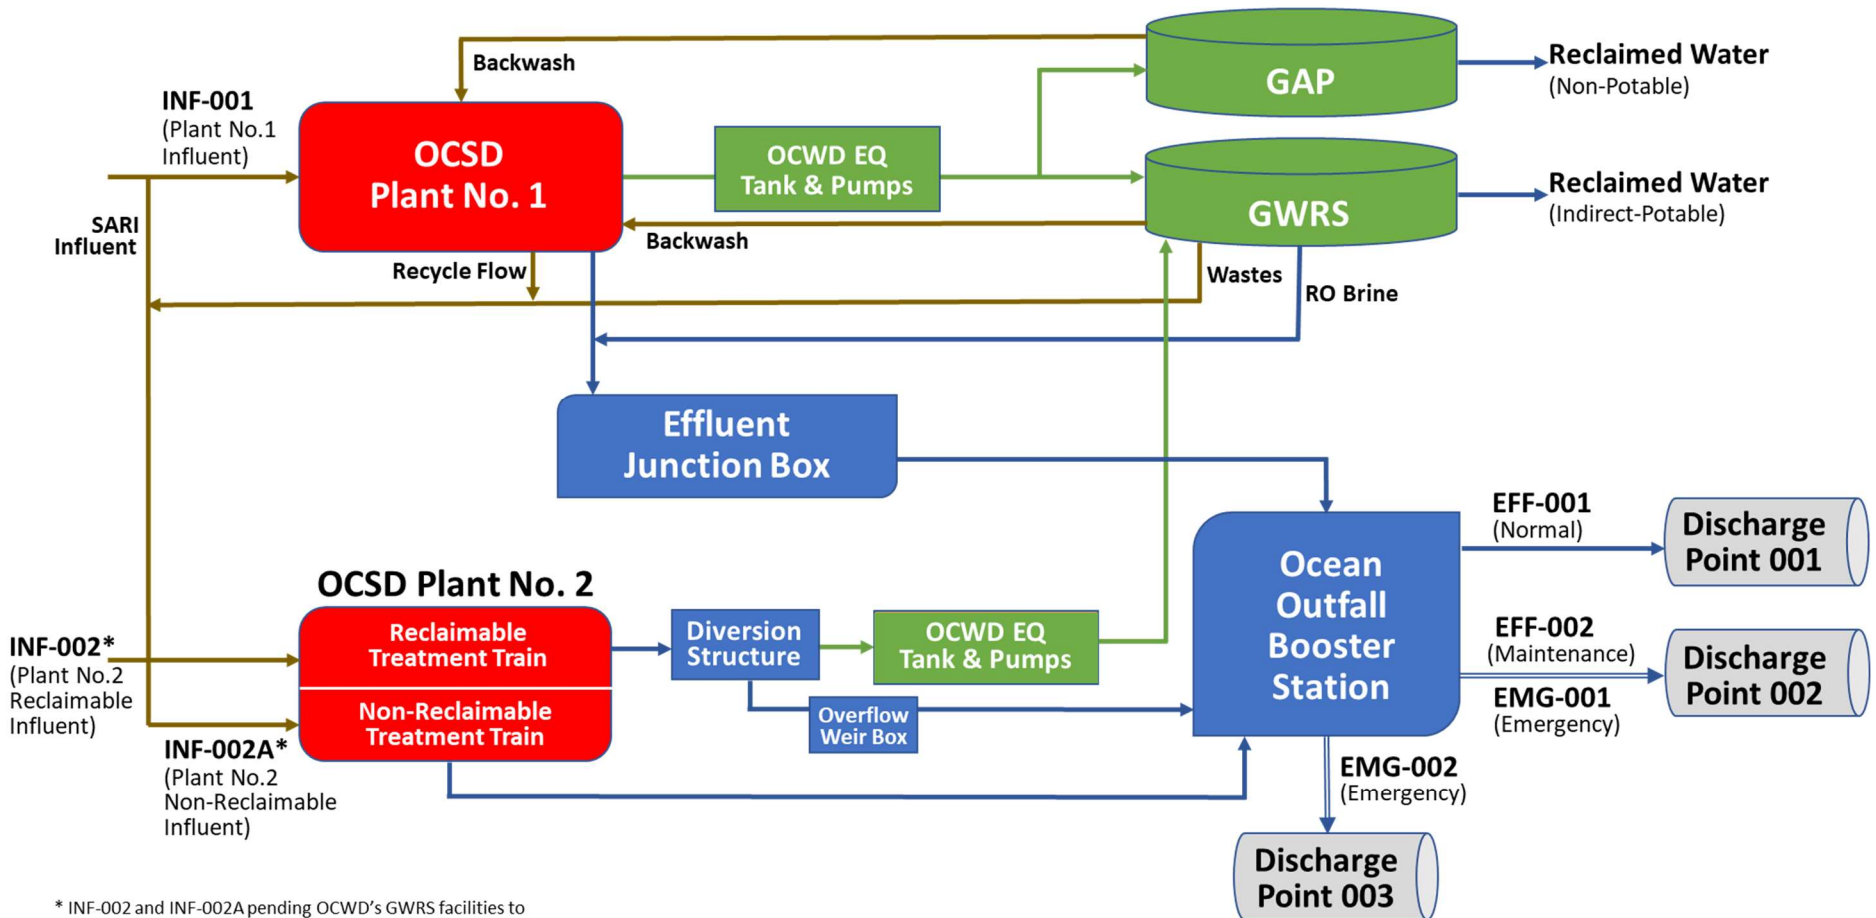 Backwash
GAP
Reclaimed Water
(Non-Potable)
INF-001
(Plant No.1
Influent)
OCSD
Plant No. 1
OCWD EQ
Tank & Pumps
GWRS
Reclaimed Water
(Indirect-Potable)
SARI
Influent
Backwash
Recycle Flow
Wastes
RO Brine
Effluent
Junction Box
EFF-001
(Normal)
Discharge
Point 001
Ocean
Outfall
Booster
Station
OCSD Plant No. 2
Reclaimable
Treatment Train
Diversion
Structure
OCWD EQ
Tank & Pumps
EFF-002
(Maintenance)
EMG-001
(Emergency)
Discharge
Point 002
INF-002*
(Plant No.2
Reclaimable
Influent)
Non-Reclaimable
Treatment Train
Overflow
Weir Box
INF-002A*
(Plant No.2
Non-Reclaimable
Influent)
EMG-002
(Emergency)
Discharge
Point 003
* INF-002 and INF-002A pending OCWD's GWRS facilities to